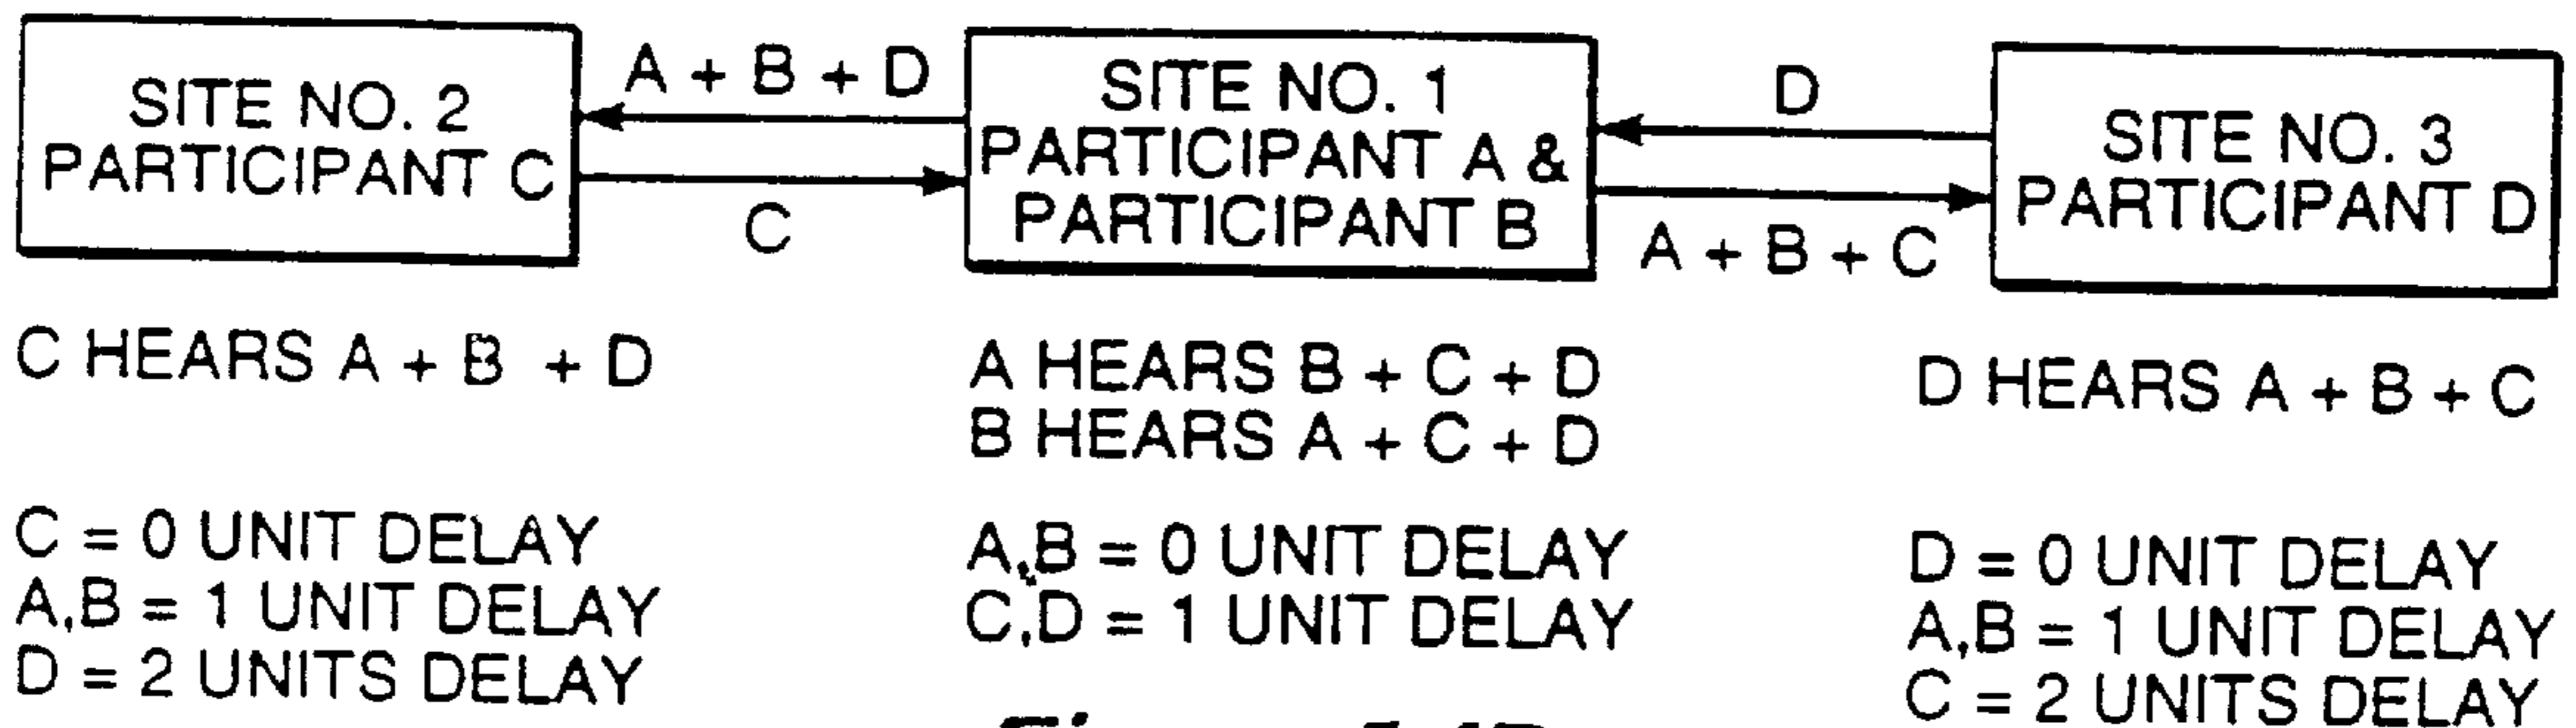 SITE NO. 2
PARTICIPANT C
A + B + D
C
SITE NO. 1
PARTICIPANT A &
PARTICIPANT B
D
A + B + C
SITE NO. 3
PARTICIPANT D
C HEARS A + B + D
A HEARS B + C + D
B HEARS A + C + D
D HEARS A + B + C
C = 0 UNIT DELAY
A,B = 1 UNIT DELAY
D = 2 UNITS DELAY
A,B = 0 UNIT DELAY
C,D = 1 UNIT DELAY
D = 0 UNIT DELAY
A,B = 1 UNIT DELAY
C = 2 UNITS DELAY